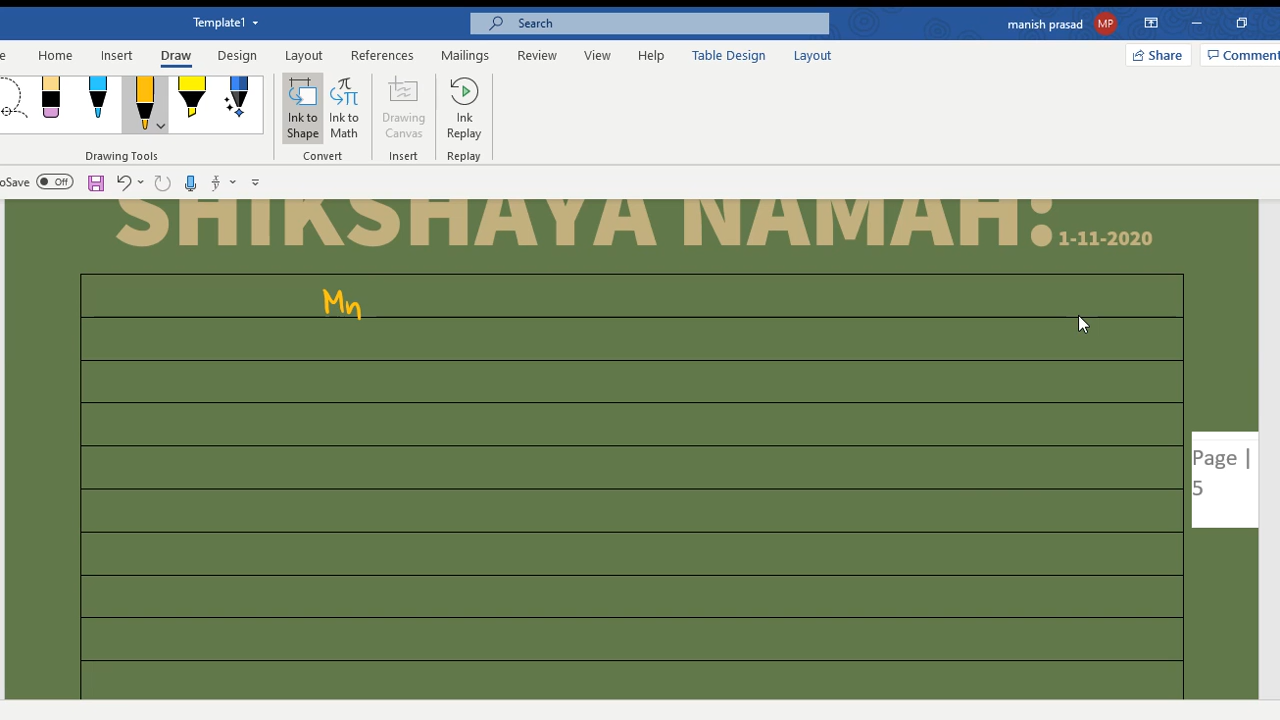 Template1
Search
manish prasad
MP
e Home Insert Draw Design Layout References Mailings Review View Help Table Design Layout
Share
Comment
Ink to Shape
Ink to Math
Drawing Canvas
Ink Replay
Drawing Tools
Convert
Insert
Replay
oSave
Off
SHIKSHAYA NAMAH:
1-11-2020
Mn
Page |
5